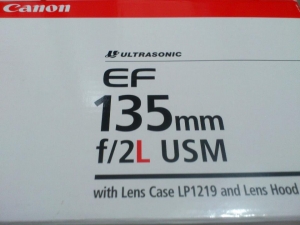 Canon
ULTRASONIC
EF
135mm
f/2L USM
with Lens Case LP1219 and Lens Hood